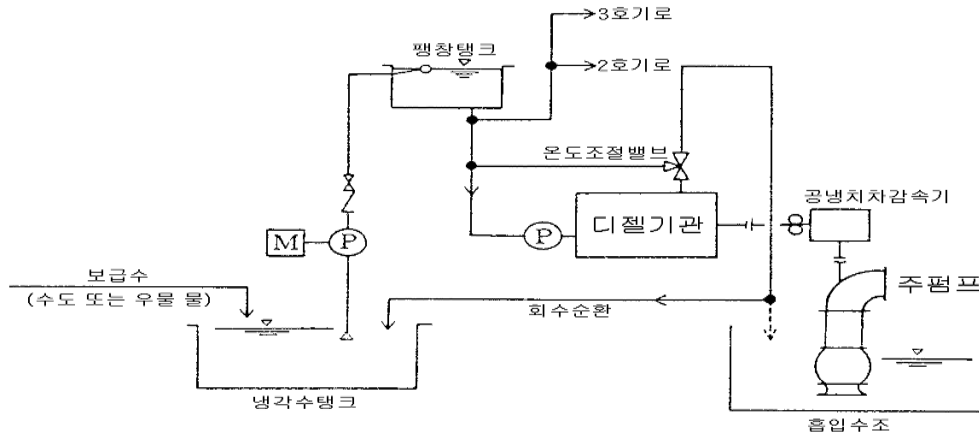 3호기로
팽창탱크
2호기로
온도조절밸브
공냉치차감속기
디젤기관
P
M
P
보급수
(수도 또는 우물 물)
주펌프
회수순환
냉각수탱크
흡입수조